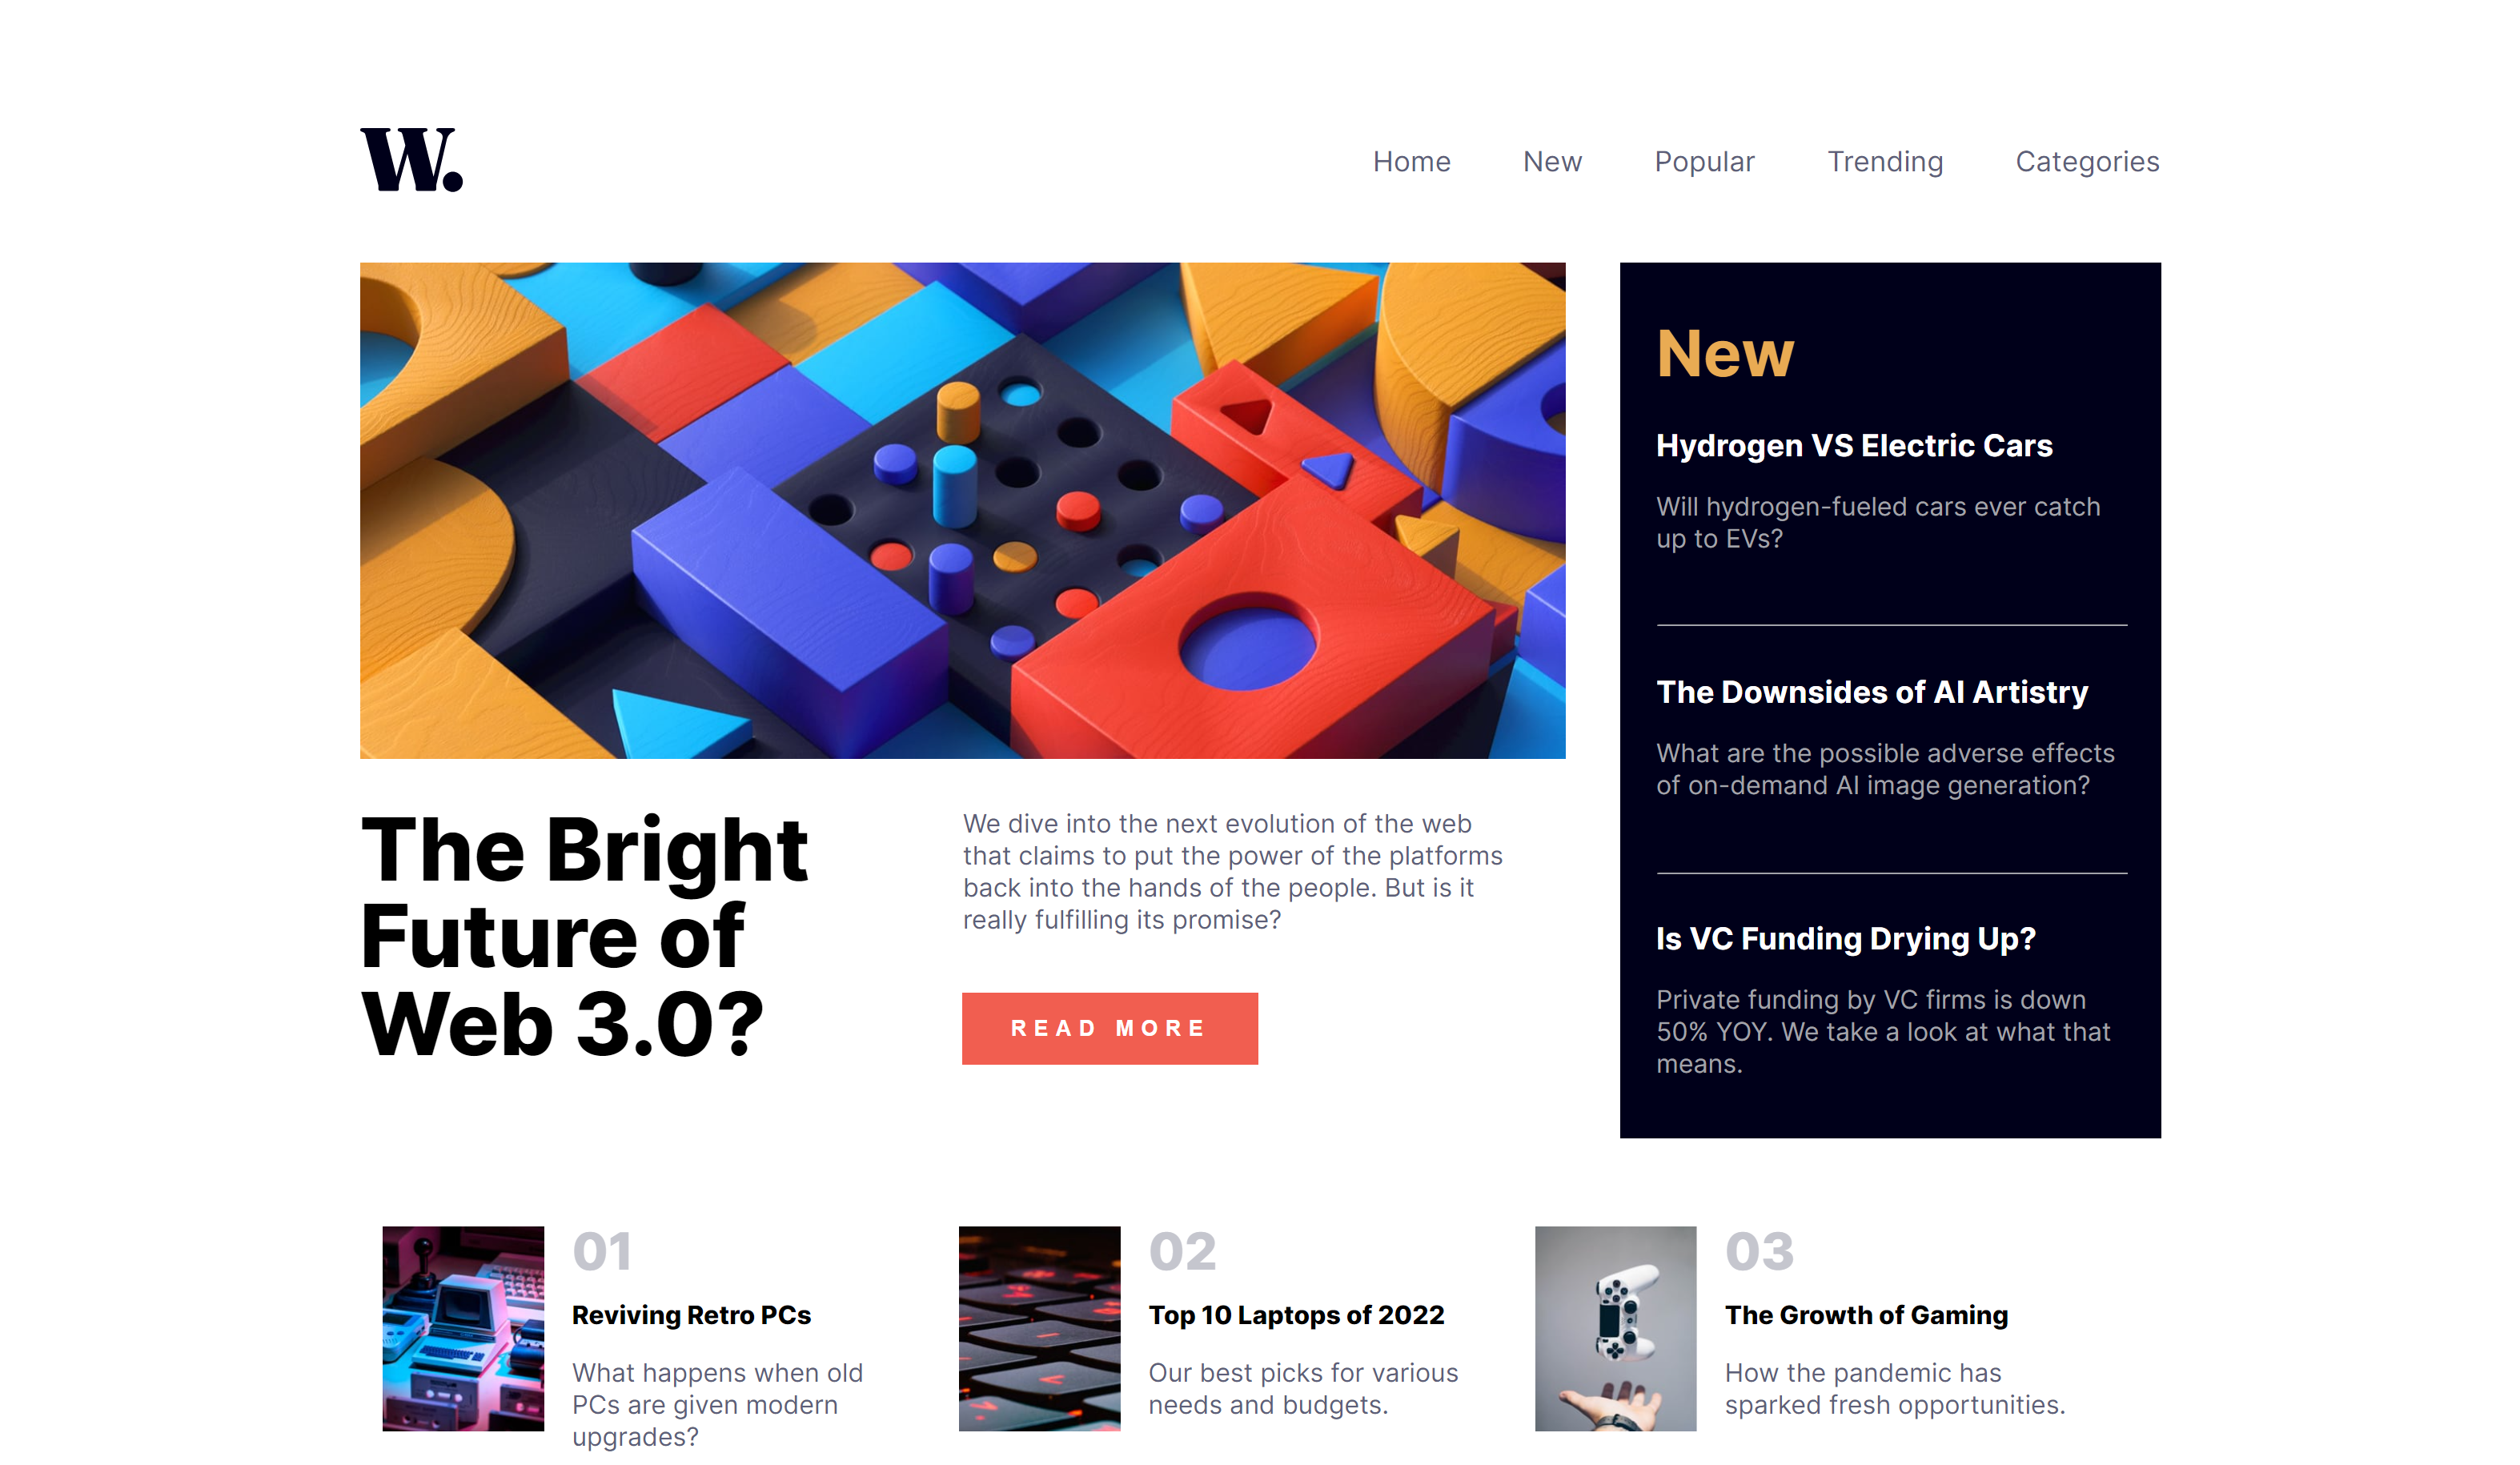 W.
Home New Popular Trending Categories
The Bright
Future of
Web 3.0?
We dive into the next evolution of the web
that claims to put the power of the platforms
back into the hands of the people. But is it
really fulfilling its promise?
READ MORE
New
Hydrogen VS Electric Cars
Will hydrogen-fueled cars ever catch
up to EVs?
The Downsides of AI Artistry
What are the possible adverse effects
of on-demand AI image generation?
Is VC Funding Drying Up?
Private funding by VC firms is down
50% YOY. We take a look at what that
means.
01
Reviving Retro PCs
What happens when old
PCs are given modern
upgrades?
02
Top 10 Laptops of 2022
Our best picks for various
needs and budgets.
03
The Growth of Gaming
How the pandemic has
sparked fresh opportunities.